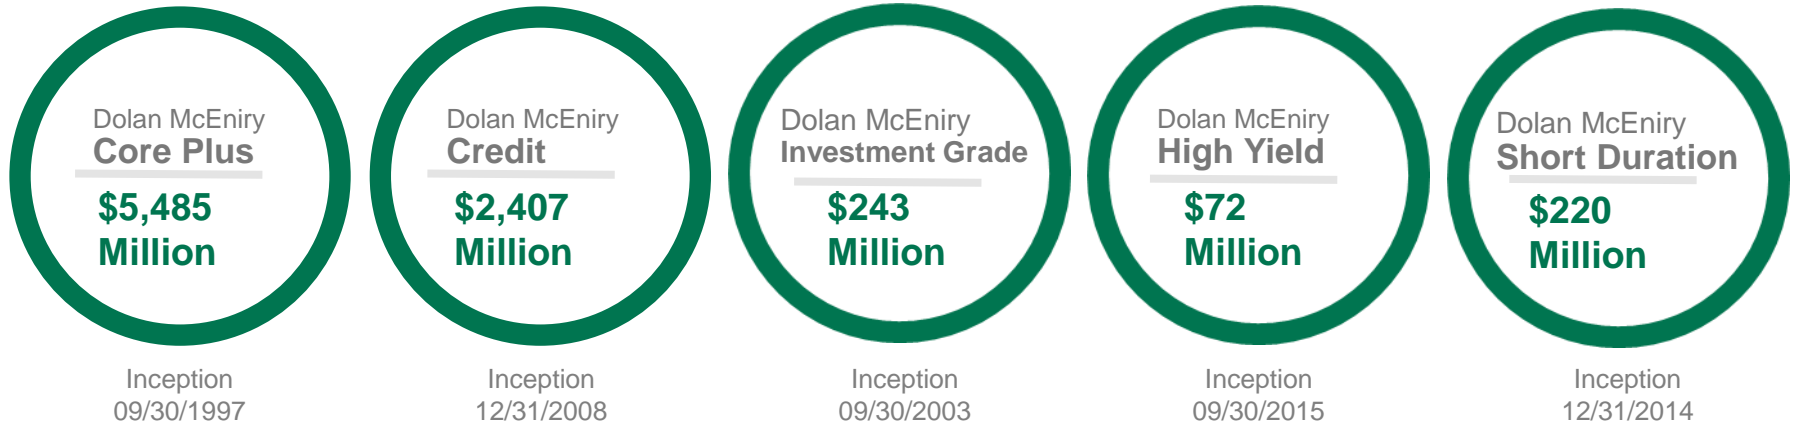 Dolan McEniry
Core Plus
$5,485
Million
Inception
09/30/1997
Dolan McEniry
Credit
$2,407
Million
Inception
12/31/2008
Dolan McEniry
Investment Grade
$243
Million
Inception
09/30/2003
Dolan McEniry
High Yield
$72
Million
Inception
09/30/2015
Dolan McEniry
Short Duration
$220
Million
Inception
12/31/2014